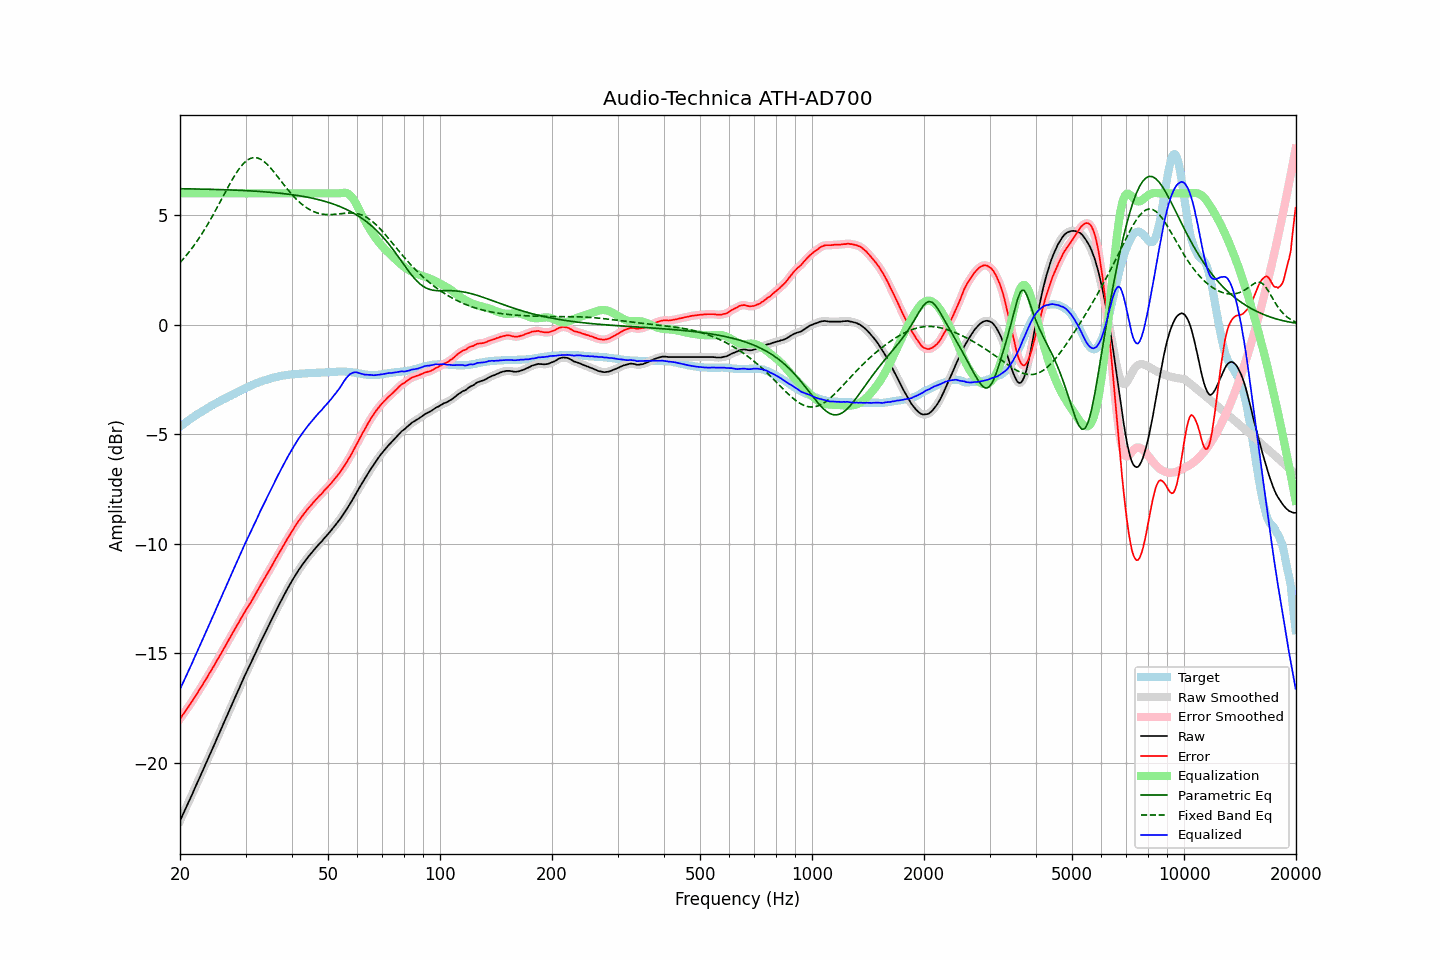 Audio-Technica ATH-AD700
Amplitude (dBr)
5
0
−5
−10
−15
−20
20
50
100
200
500
1000
2000
5000
10000
20000
Frequency (Hz)
Target
Raw Smoothed
Error Smoothed
Raw
Error
Equalization
Parametric Eq
Fixed Band Eq
Equalized